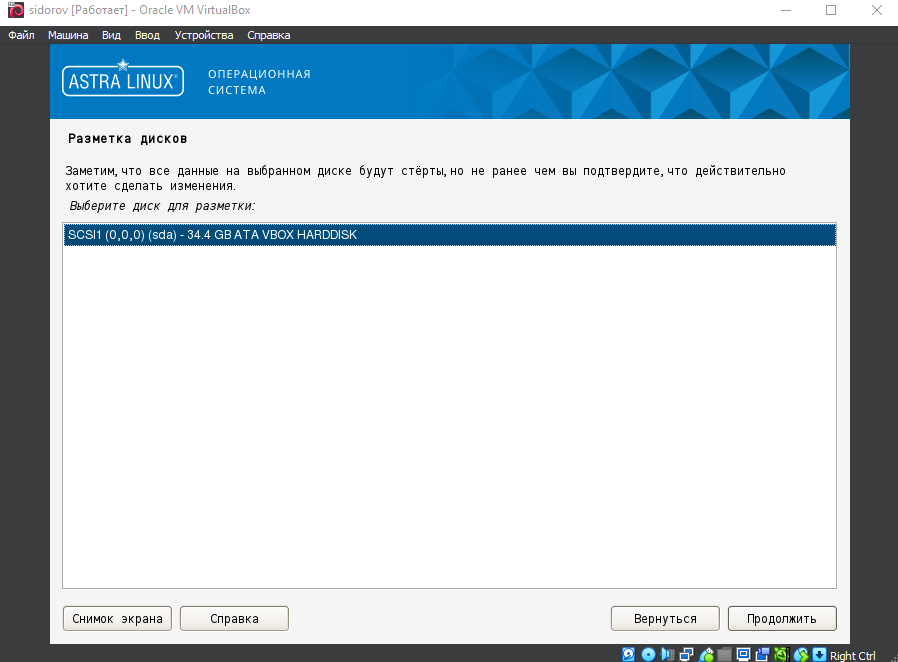 sidorov [Работает] - Oracle VM VirtualBox
Файл Машина Вид Ввод Устройства Справка
ASTRA LINUX®
ОПЕРАЦИОННАЯ
СИСТЕМА
Разметка дисков
Заметим, что все данные на выбранном диске будут стёрты, но не ранее чем вы подтвердите, что действительно
хотите сделать изменения.
Выберите диск для разметки:
SCSI1 (0,0,0) (sda) - 34.4 GB ATA VBOX HARDDISK
Снимок экрана Справка Вернуться Продолжить
Right Ctrl